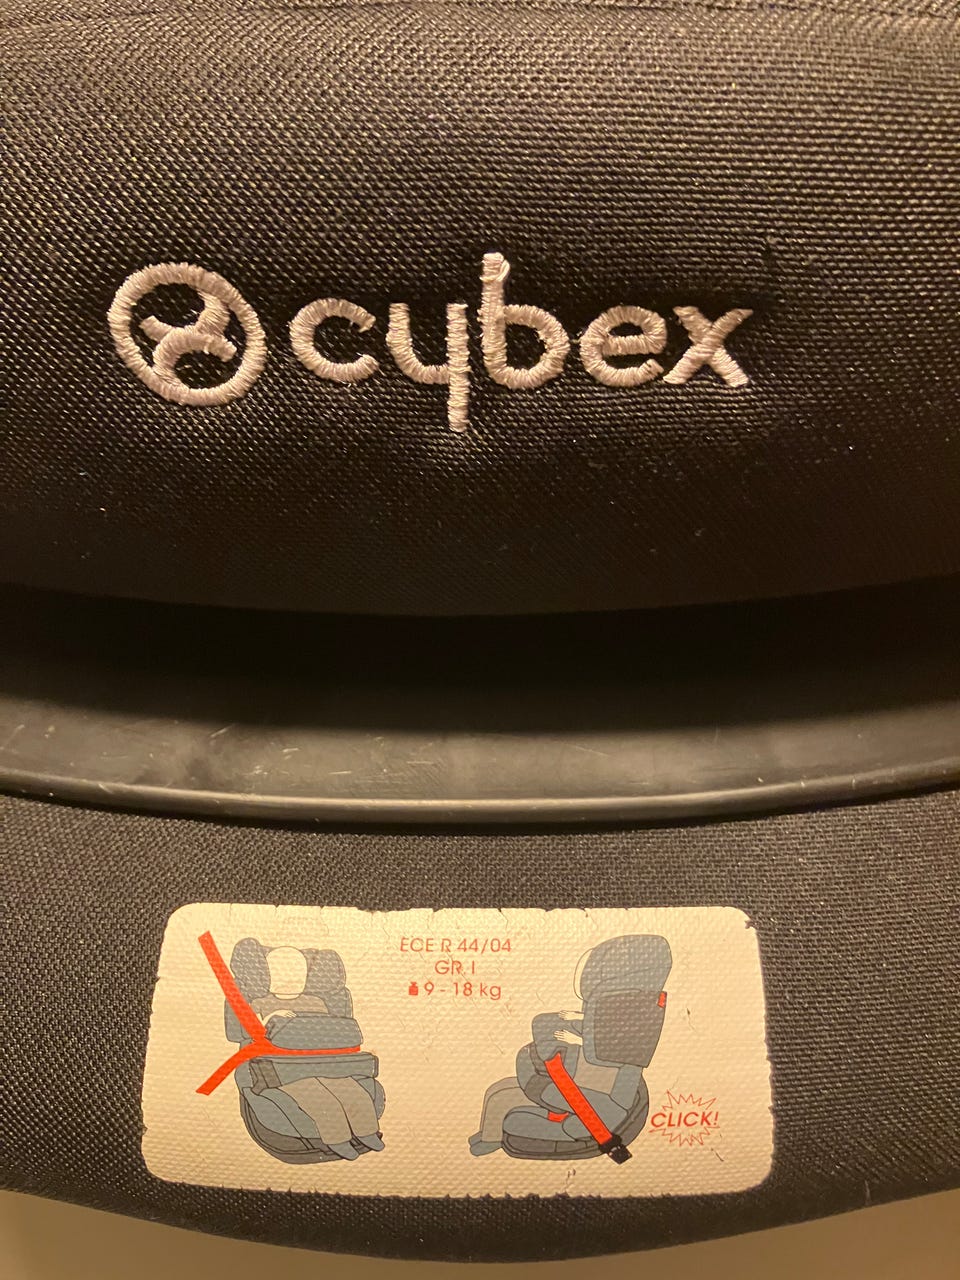 cybex
ECE R 44/04
GR. I
9 - 18 kg
CLICK!